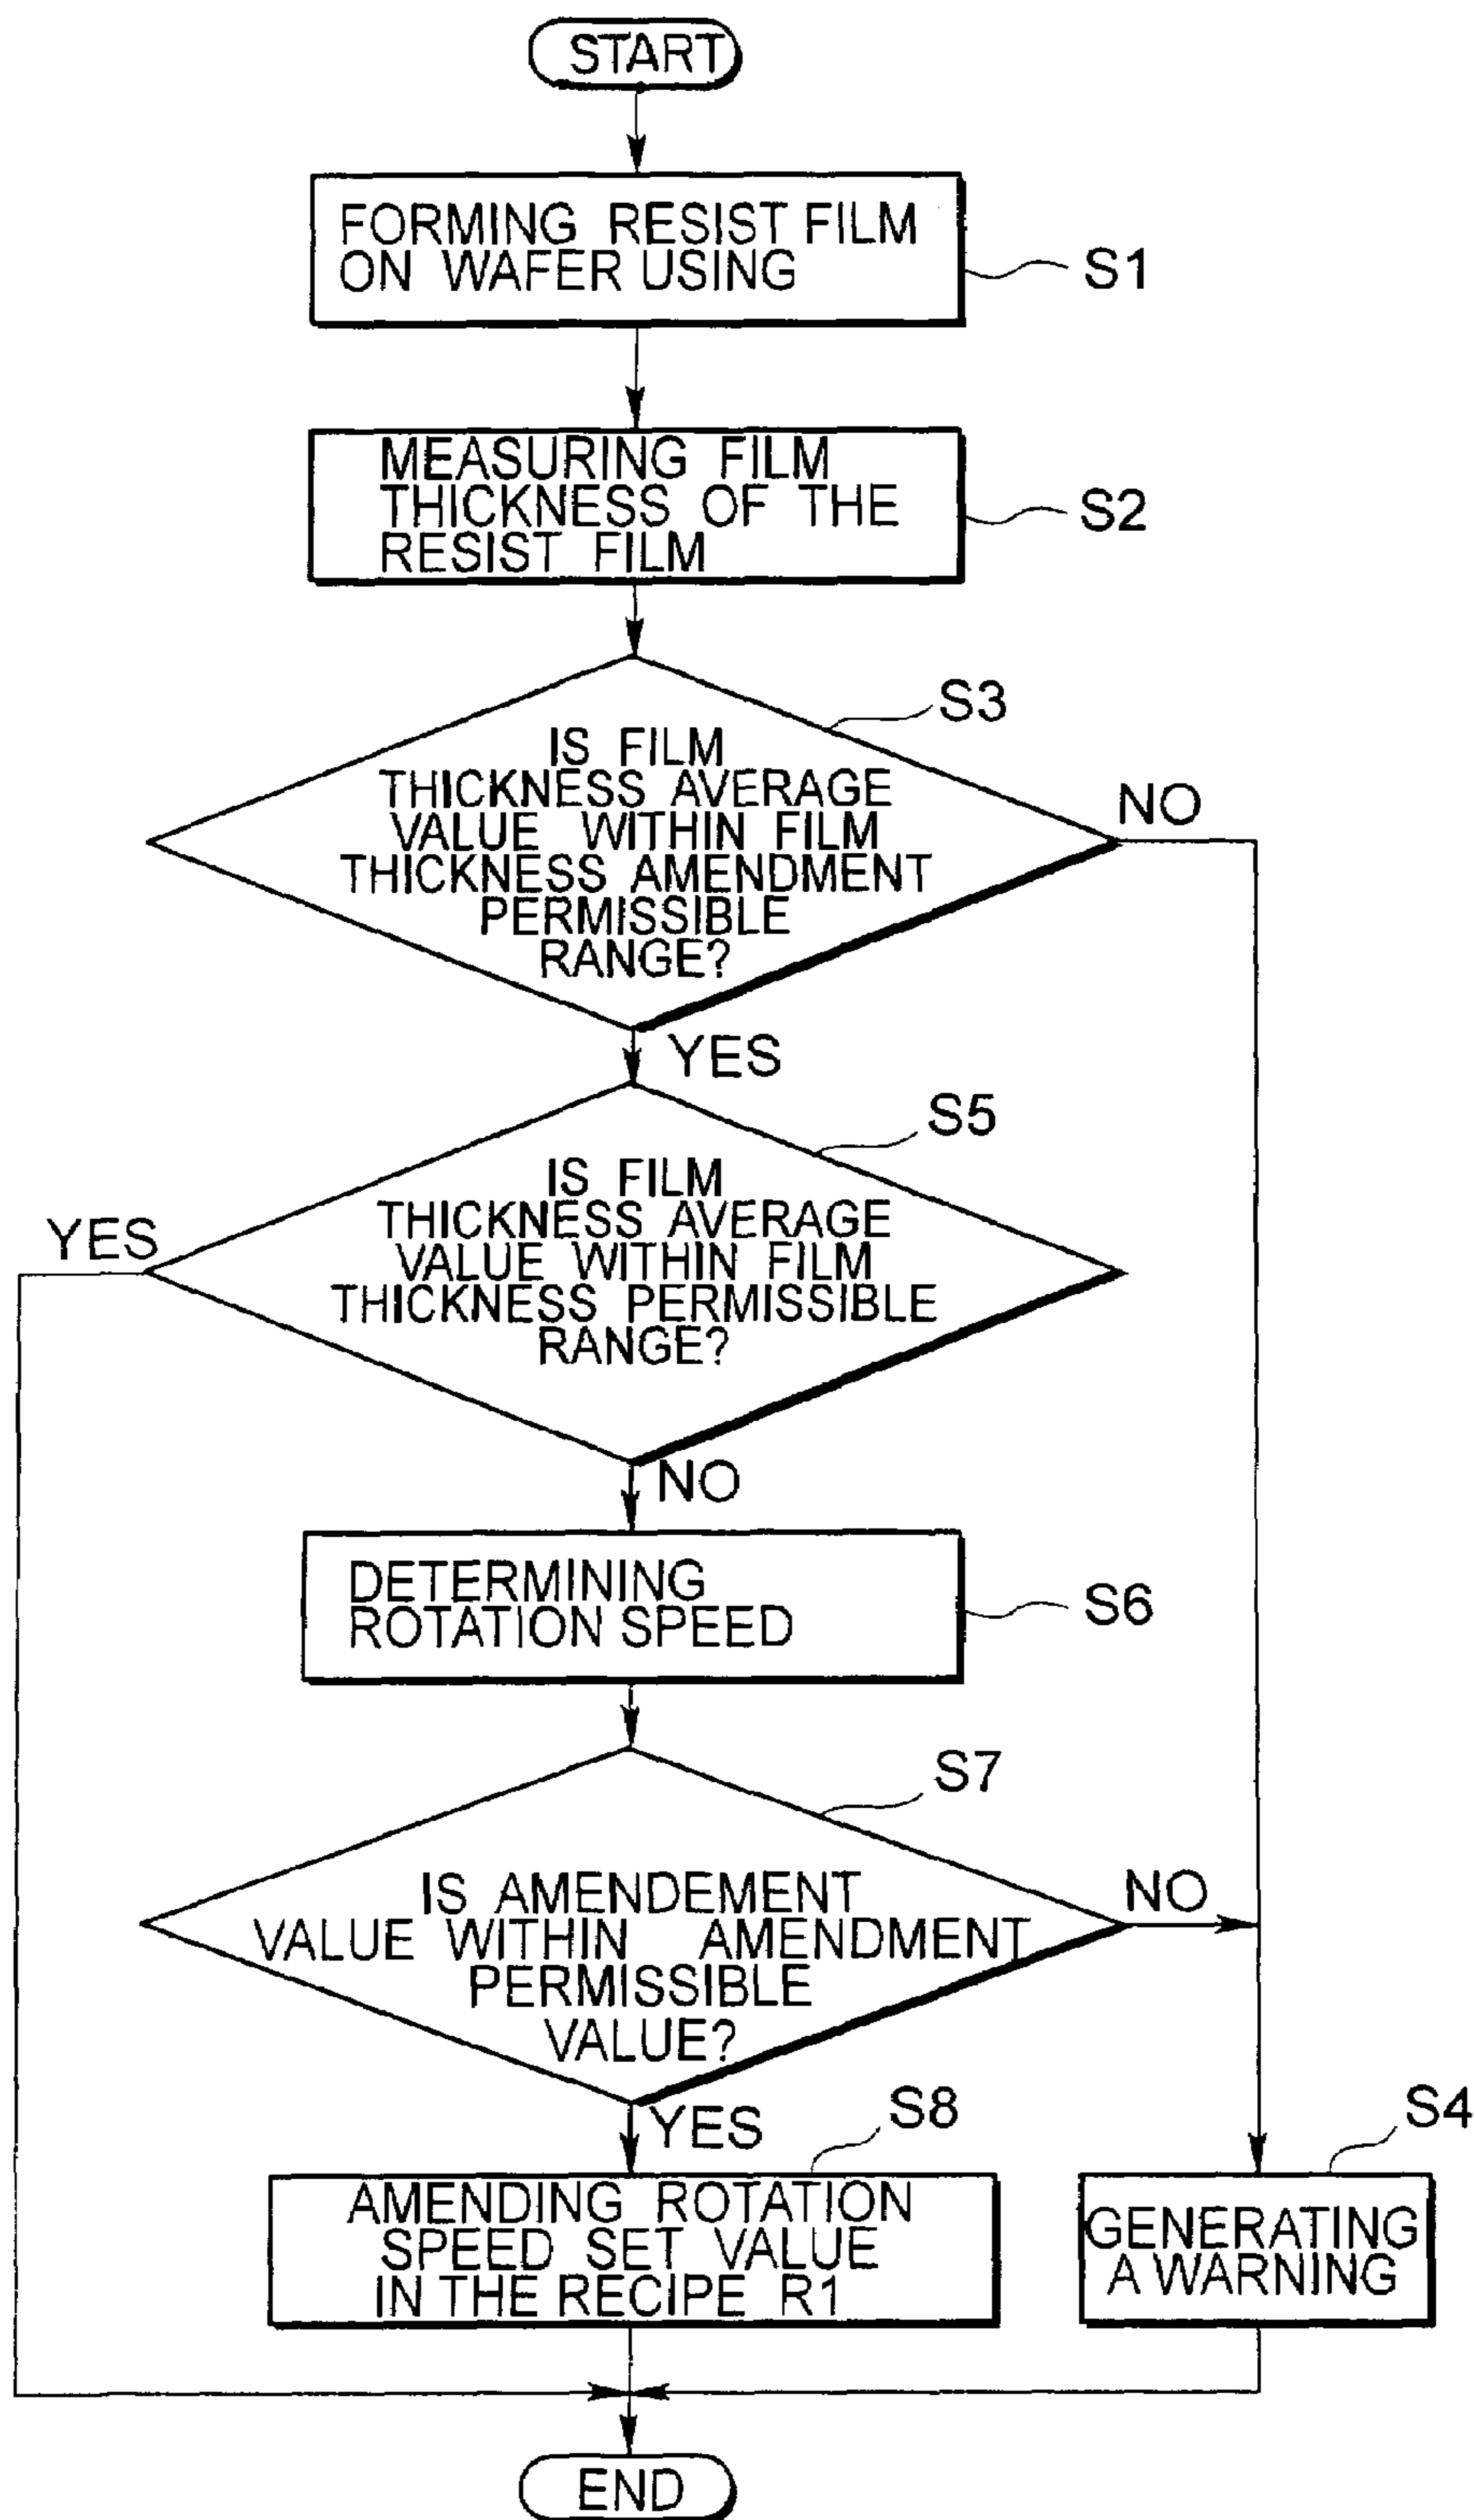 START
FORMING RESIST FILM
ON WAFER USING
S1
MEASURING FILM
THICKNESS OF THE
RESIST FILM
S2
S3
IS FILM
THICKNESS AVERAGE
VALUE WITHIN FILM
THICKNESS AMENDMENT
PERMISSIBLE
RANGE?
NO
YES
S5
IS FILM
THICKNESS AVERAGE
VALUE WITHIN FILM
THICKNESS PERMISSIBLE
RANGE?
YES
NO
DETERMINING
ROTATION SPEED
S6
S7
IS AMENDEMENT
VALUE WITHIN AMENDMENT
PERMISSIBLE
VALUE?
NO
YES
S8
AMENDING ROTATION
SPEED SET VALUE
IN THE RECIPE R1
S4
GENERATING
A WARNING
END